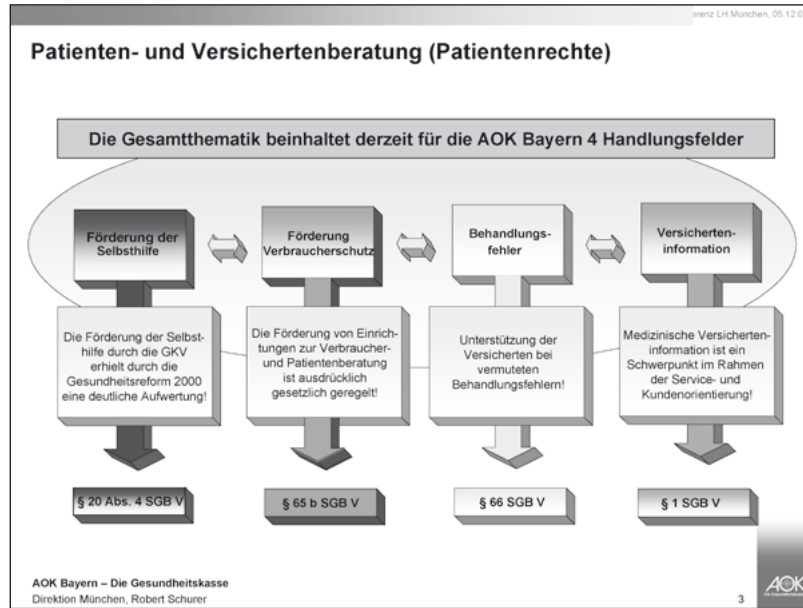 erenz LH München, 05.12.0
Patienten- und Versichertenberatung (Patientenrechte)
Die Gesamtthematik beinhaltet derzeit für die AOK Bayern 4 Handlungsfelder
Förderung der
Selbsthilfe
Förderung
Verbraucherschutz
Behandlungs-
fehler
Versicherten-
information
Die Förderung der Selbst-
hilfe durch die GKV
erhielt durch die
Gesundheitsreform 2000
eine deutliche Aufwertung!
Die Förderung von Einrich-
tungen zur Verbraucher-
und Patientenberatung
ist ausdrücklich
gesetzlich geregelt!
Unterstützung der
Versicherten bei
vermuteten
Behandlungsfehlern!
Medizinische Versicherten-
information ist ein
Schwerpunkt im Rahmen
der Service- und
Kundenorientierung!
§ 20 Abs. 4 SGB V
§ 65 b SGB V
§ 66 SGB V
§ 1 SGB V
AOK Bayern – Die Gesundheitskasse
Direktion München, Robert Schurer
3
AOK